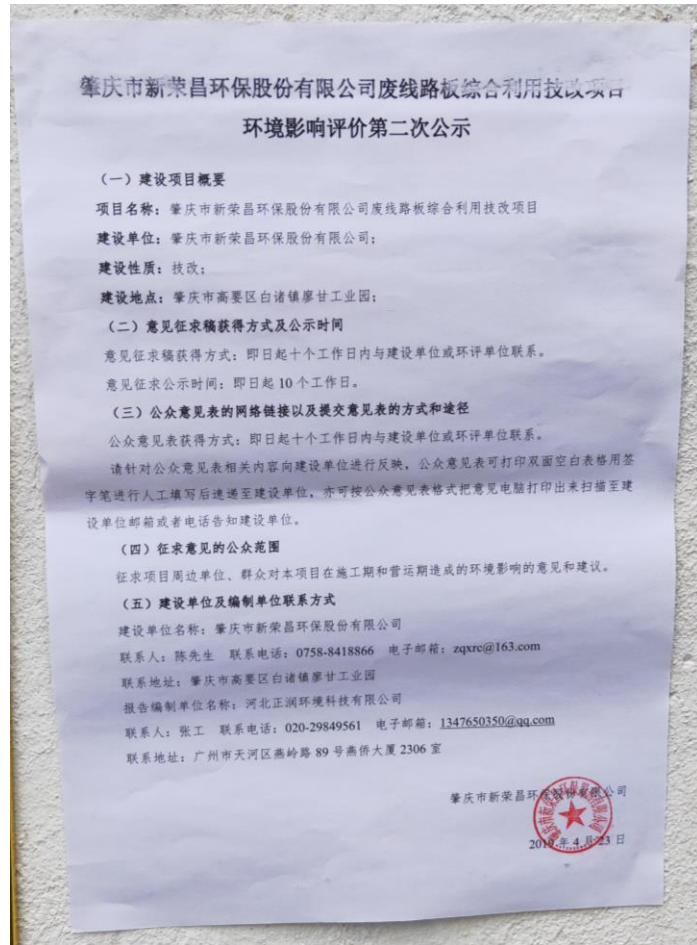 肇庆市新荣昌环保股份有限公司废线路板综合利用技改项目
环境影响评价第二次公示
（一）建设项目概要
项目名称：肇庆市新荣昌环保股份有限公司废线路板综合利用技改项目
建设单位：肇庆市新荣昌环保股份有限公司；
建设性质：技改；
建设地点：肇庆市高要区白诸镇廖甘工业园；
（二）意见征求稿获得方式及公示时间
意见征求稿获得方式：即日起十个工作日内与建设单位或环评单位联系。
意见征求公示时间：即日起 10 个工作日。
（三）公众意见表的网络链接以及提交意见表的方式和途径
公众意见表获得方式：即日起十个工作日内与建设单位或环评单位联系。
请针对公众意见表相关内容向建设单位进行反映，公众意见表可打印双面空白表格用签
字笔进行人工填写后速递至建设单位，亦可按公众意见表格式把意见电脑打印出来扫描至建
设单位邮箱或者电话告知建设单位。
（四）征求意见的公众范围
征求项目周边单位、群众对本项目在施工期和营运期造成的环境影响的意见和建议。
（五）建设单位及编制单位联系方式
建设单位名称：肇庆市新荣昌环保股份有限公司
联系人：陈先生 联系电话：0758-8418866 电子邮箱：zqxrc@163.com
联系地址：肇庆市高要区白诸镇廖甘工业园
报告编制单位名称：河北正润环境科技有限公司
联系人：张工 联系电话：020-29849561 电子邮箱：1347650350@qq.com
联系地址：广州市天河区燕岭路 89 号燕侨大厦 2306 室
肇庆市新荣昌环保股份有限公司
2019 年 4 月 23 日